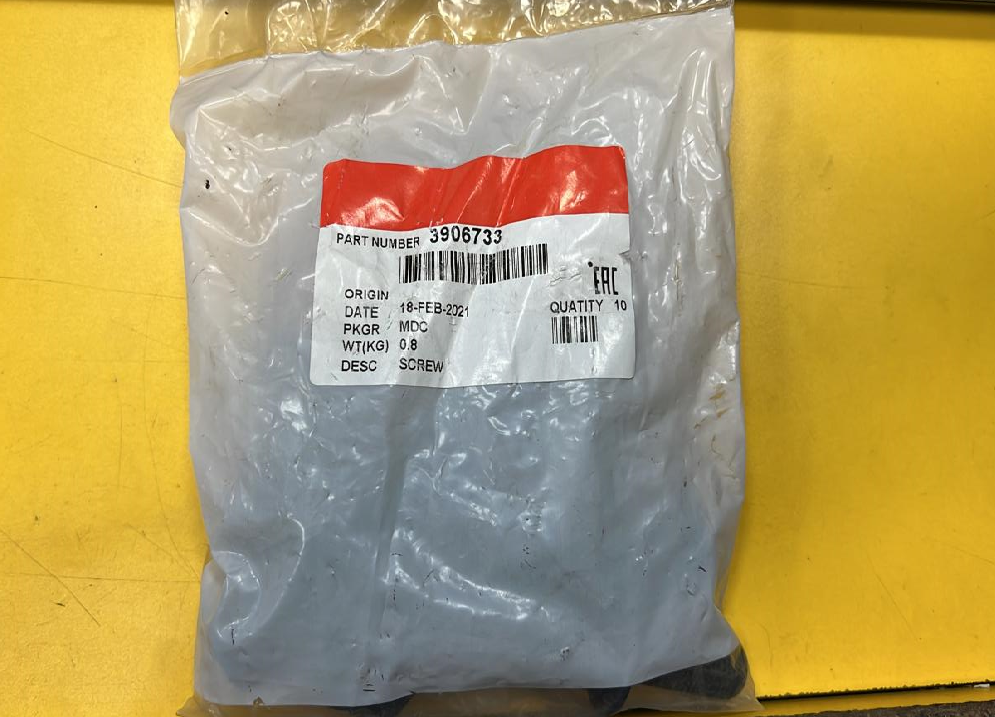 PART NUMBER 3906733
EAC
ORIGIN
DATE 18-FEB-2021
QUATITY 10
PKGR MDC
WT(KG) 0.8
DESC SCREW